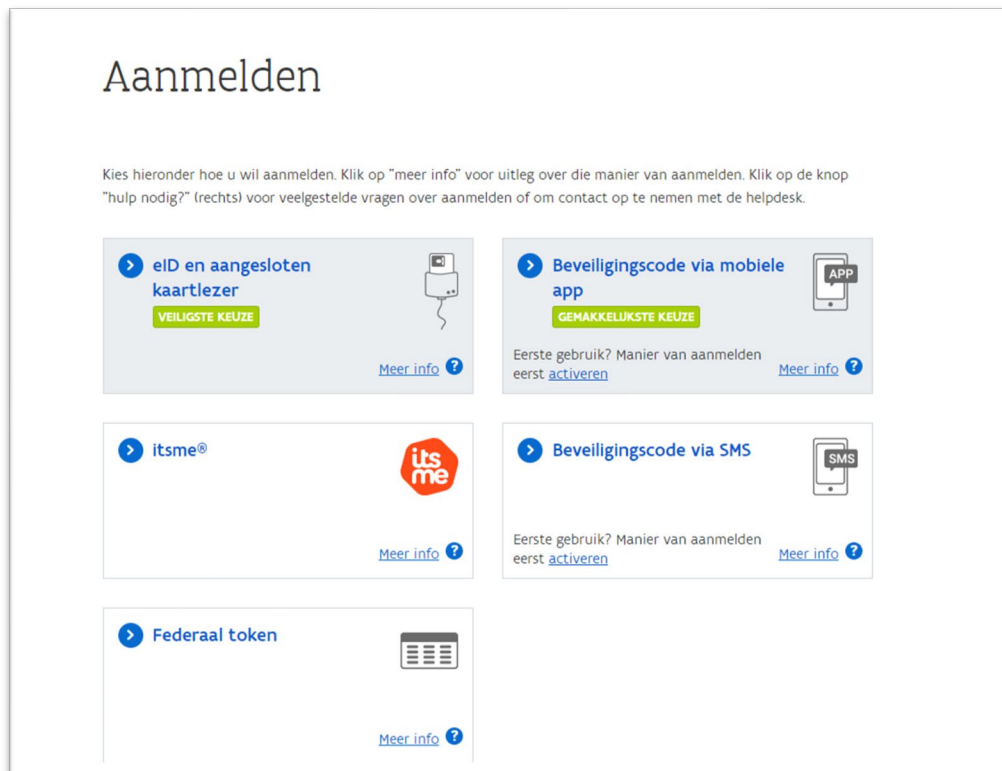 Aanmelden
Kies hieronder hoe u wil aanmelden. Klik op "meer info" voor uitleg over die manier van aanmelden. Klik op de knop
"hulp nodig?" (rechts) voor veelgestelde vragen over aanmelden of om contact op te nemen met de helpdesk.
eID en aangesloten
kaartlezer
VEILIGSTE KEUZE
Meer info ?
Beveiligingscode via mobiele
app
APP
GEMAKKELIJKSTE KEUZE
Eerste gebruik? Manier van aanmelden
eerst activeren
Meer info ?
itsme®
its
me
Meer info ?
Beveiligingscode via SMS
SMS
Eerste gebruik? Manier van aanmelden
eerst activeren
Meer info ?
Federaal token
Meer info ?